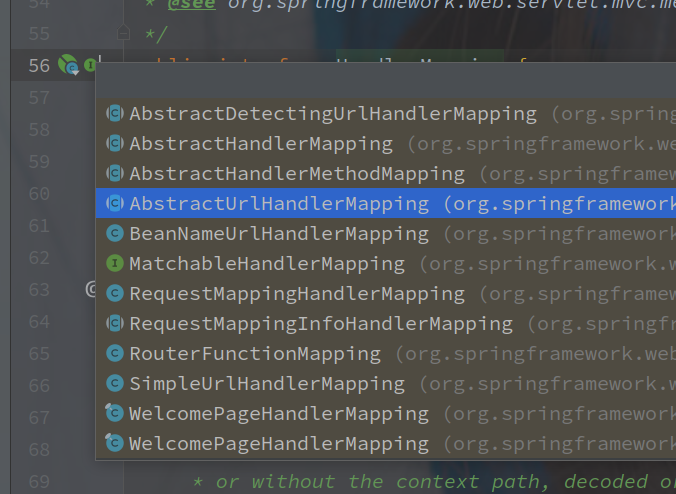 54 * @see org.springframework.web.servlet.mvc.me
55 */
56
57
AbstractDetectingUrlHandlerMapping (org.spring
58
AbstractHandlerMapping (org.springframework.we
59
AbstractHandlerMethodMapping (org.springframew
60
AbstractUrlHandlerMapping (org.springframework
61
BeanNameUrlHandlerMapping (org.springframework
62
MatchableHandlerMapping (org.springframework.w
63 @
RequestMappingHandlerMapping (org.springframew
64
RequestMappingInfoHandlerMapping (org.springfr
65
RouterFunctionMapping (org.springframework.web
66
SimpleUrlHandlerMapping (org.springframework.w
67
WelcomePageHandlerMapping (org.springframework
68
WelcomePageHandlerMapping (org.springframework
69 * or without the context path, decoded or